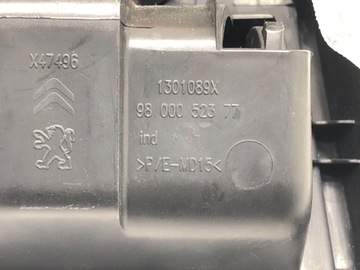 X47496
1301089X
98 000 523 77
ind
>P/E-MD15<